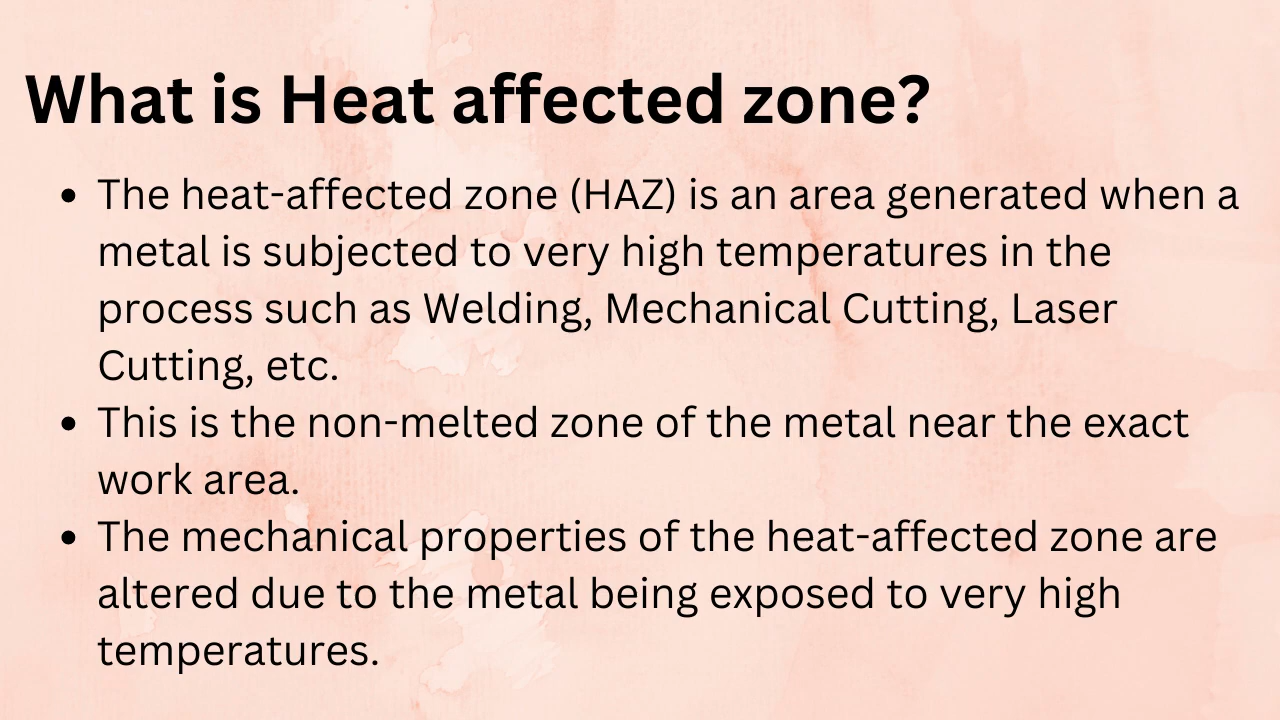 What is Heat affected zone?
• The heat-affected zone (HAZ) is an area generated when a
metal is subjected to very high temperatures in the
process such as Welding, Mechanical Cutting, Laser
Cutting, etc.
• This is the non-melted zone of the metal near the exact
work area.
• The mechanical properties of the heat-affected zone are
altered due to the metal being exposed to very high
temperatures.